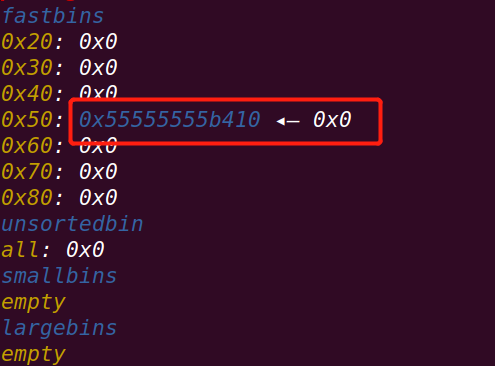 fastbins
0x20: 0x0
0x30: 0x0
0x40: 0x0
0x50: 0x55555555b410 ◂— 0x0
0x60: 0x0
0x70: 0x0
0x80: 0x0
unsortedbin
all: 0x0
smallbins
empty
largebins
empty